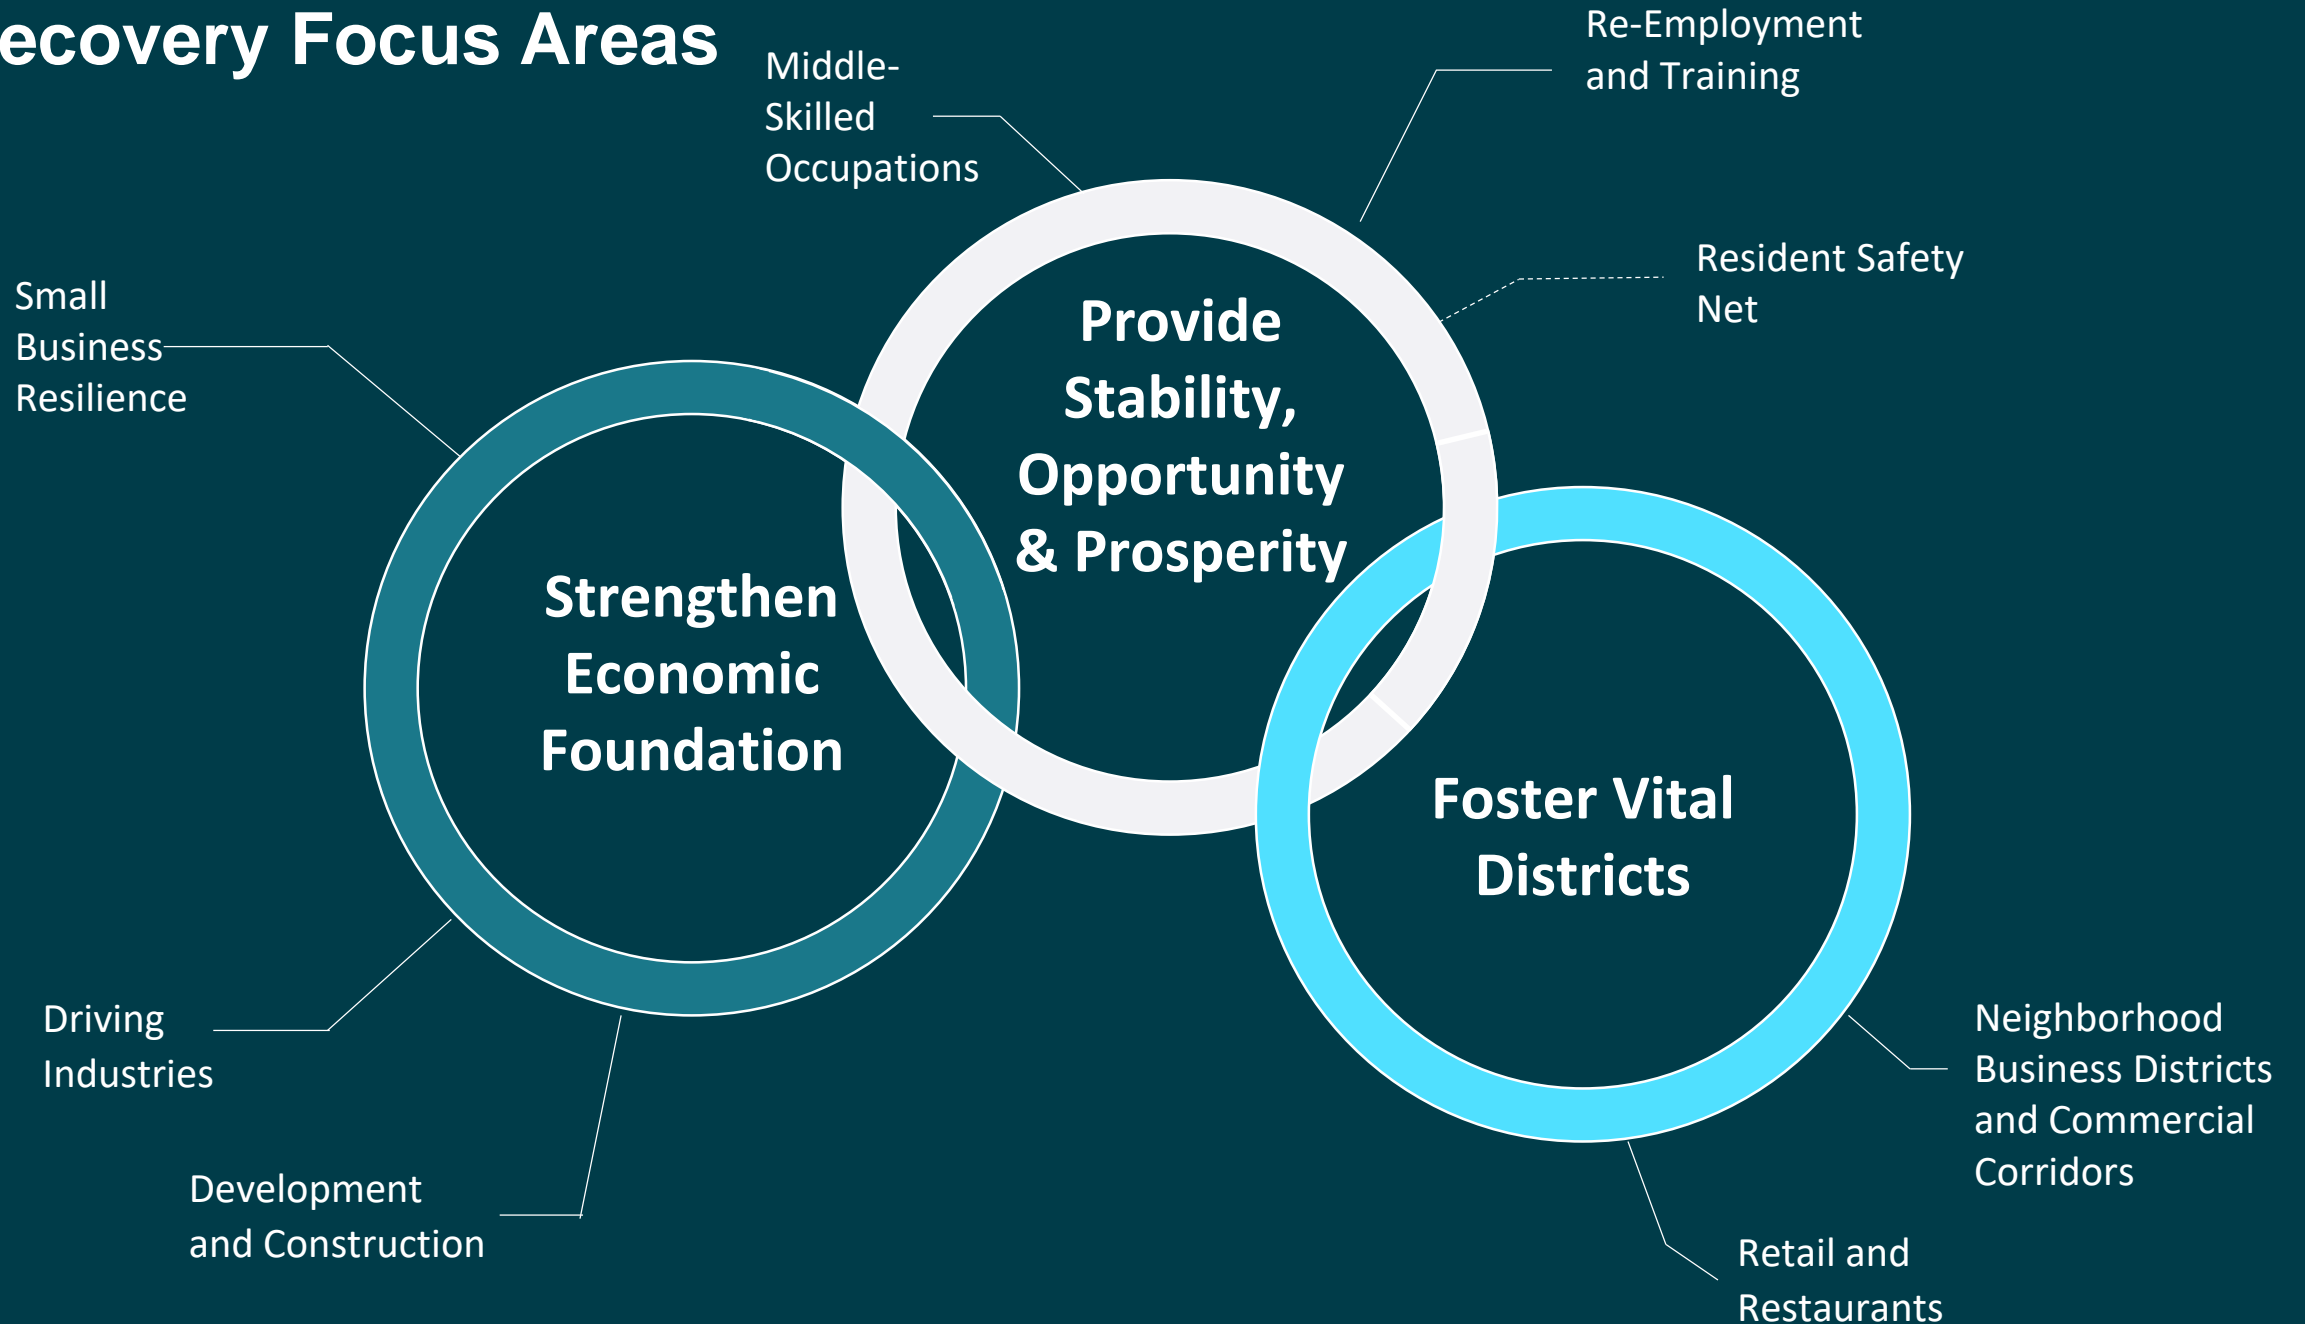 ecovery Focus Areas
Middle-
Skilled
Occupations
Re-Employment
and Training
Resident Safety
Net
Small
Business
Resilience
Provide
Stability,
Opportunity
& Prosperity
Strengthen
Economic
Foundation
Foster Vital
Districts
Driving
Industries
Development
and Construction
Neighborhood
Business Districts
and Commercial
Corridors
Retail and
Restaurants